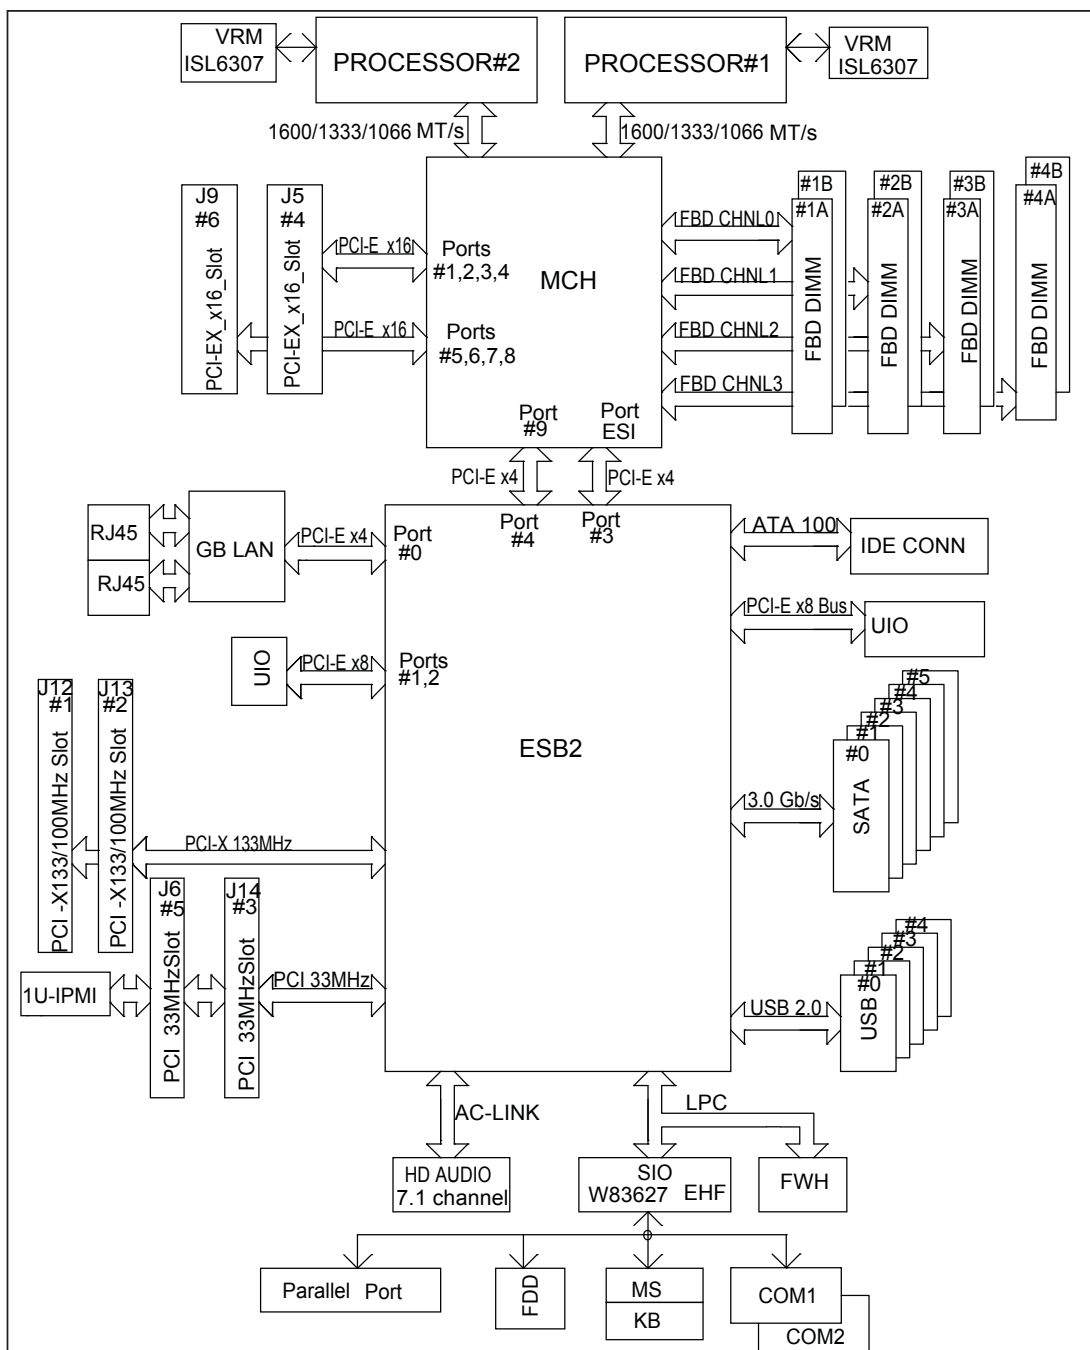 VRM
ISL6307
PROCESSOR#2
PROCESSOR#1
VRM
ISL6307
1600/1333/1066 MT/s
1600/1333/1066 MT/s
J9
#6
PCI-EX_x16_Slot
J5
#4
PCI-EX_x16_Slot
PCI-E x16
PCI-E x16
Ports
#1,2,3,4
Ports
#5,6,7,8
MCH
Port
#9
Port
ESI
FBD CHNL0
FBD CHNL1
FBD CHNL2
FBD CHNL3
#1B
#1A
FBD DIMM
#2B
#2A
FBD DIMM
#3B
#3A
FBD DIMM
#4B
#4A
FBD DIMM
PCI-E x4
PCI-E x4
RJ45
RJ45
GB LAN
PCI-E x4
Port
#0
Port
#4
Port
#3
ATA 100
IDE CONN
PCI-E x8 Bus
UIO
UIO
PCI-E x8
Ports
#1,2
ESB2
J12
#1
PCI -X133/100MHz Slot
J13
#2
PCI -X133/100MHz Slot
PCI-X 133MHz
#5
#4
#3
#2
#1
#0
SATA
3.0 Gb/s
J6
#5
PCI 33MHzSlot
J14
#3
PCI 33MHzSlot
PCI 33MHz
1U-IPMI
#4
#3
#2
#1
#0
USB
USB 2.0
AC-LINK
LPC
HD AUDIO
7.1 channel
SIO
W83627 EHF
FWH
Parallel Port
FDD
MS
KB
COM1
COM2